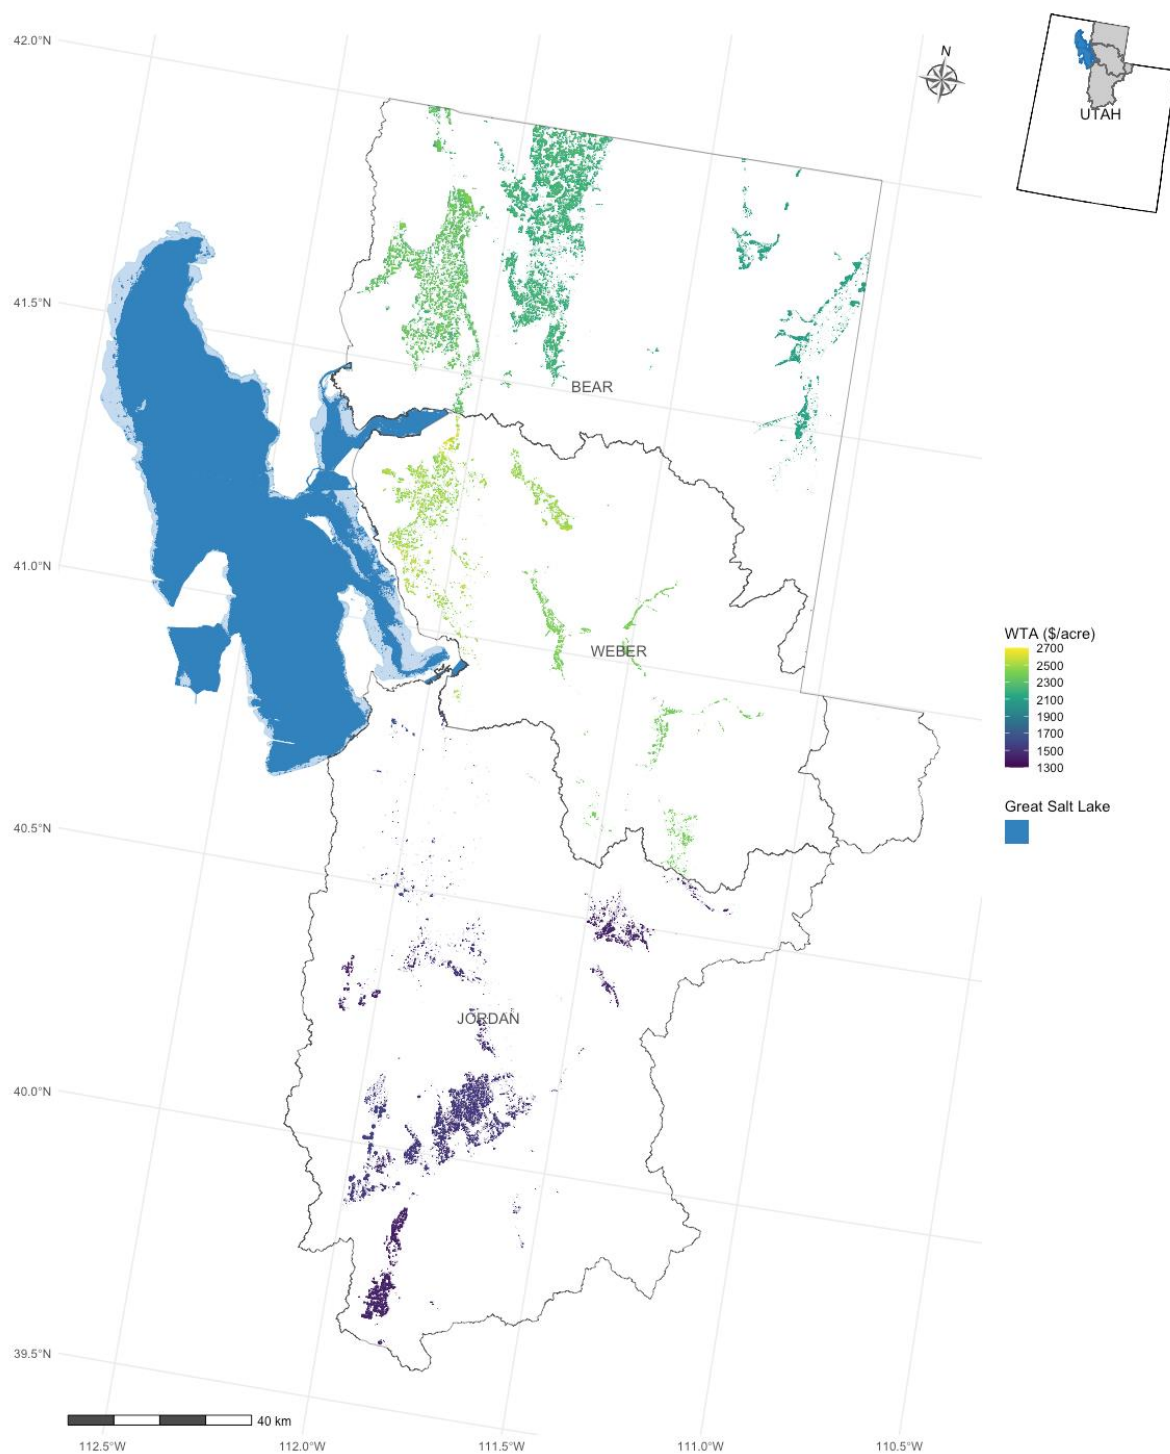 42.0°N
N
UTAH
41.5°N
BEAR
41.0°N
WEBER
WTA ($/acre)
2700
2500
2300
2100
1900
1700
1500
1300
Great Salt Lake
40.5°N
JORDAN
40.0°N
39.5°N
40 km
112.5°W
112.0°W
111.5°W
111.0°W
110.5°W